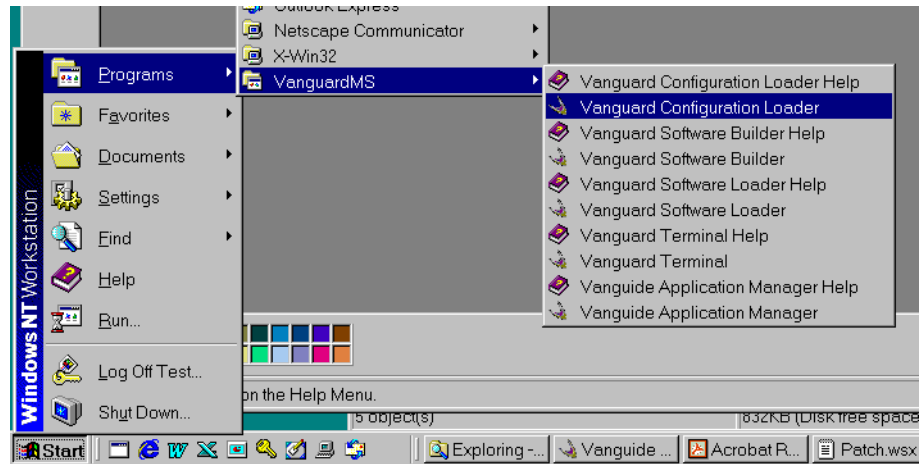 Outlook Express
Netscape Communicator
X-Win32
VanguardMS
Vanguard Configuration Loader Help
Vanguard Configuration Loader
Vanguard Software Builder Help
Vanguard Software Builder
Vanguard Software Loader Help
Vanguard Software Loader
Vanguard Terminal Help
Vanguard Terminal
Vanguide Application Manager Help
Vanguide Application Manager
Windows NT Workstation
Programs
Favorites
Documents
Settings
Find
Help
Run...
Log Off Test...
Shut Down...
on the Help Menu.
5 object(s)
832KB (Disk free space
Start
Exploring -...
Vanguide ...
Acrobat R...
Patch.wsx